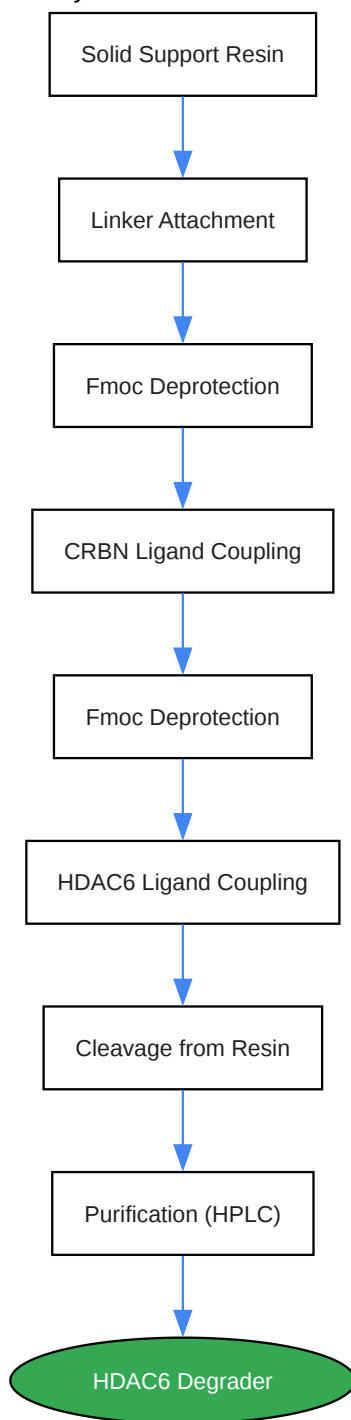 Solid Support Resin
Linker Attachment
Fmoc Deprotection
CRBN Ligand Coupling
Fmoc Deprotection
HDAC6 Ligand Coupling
Cleavage from Resin
Purification (HPLC)
HDAC6 Degrader